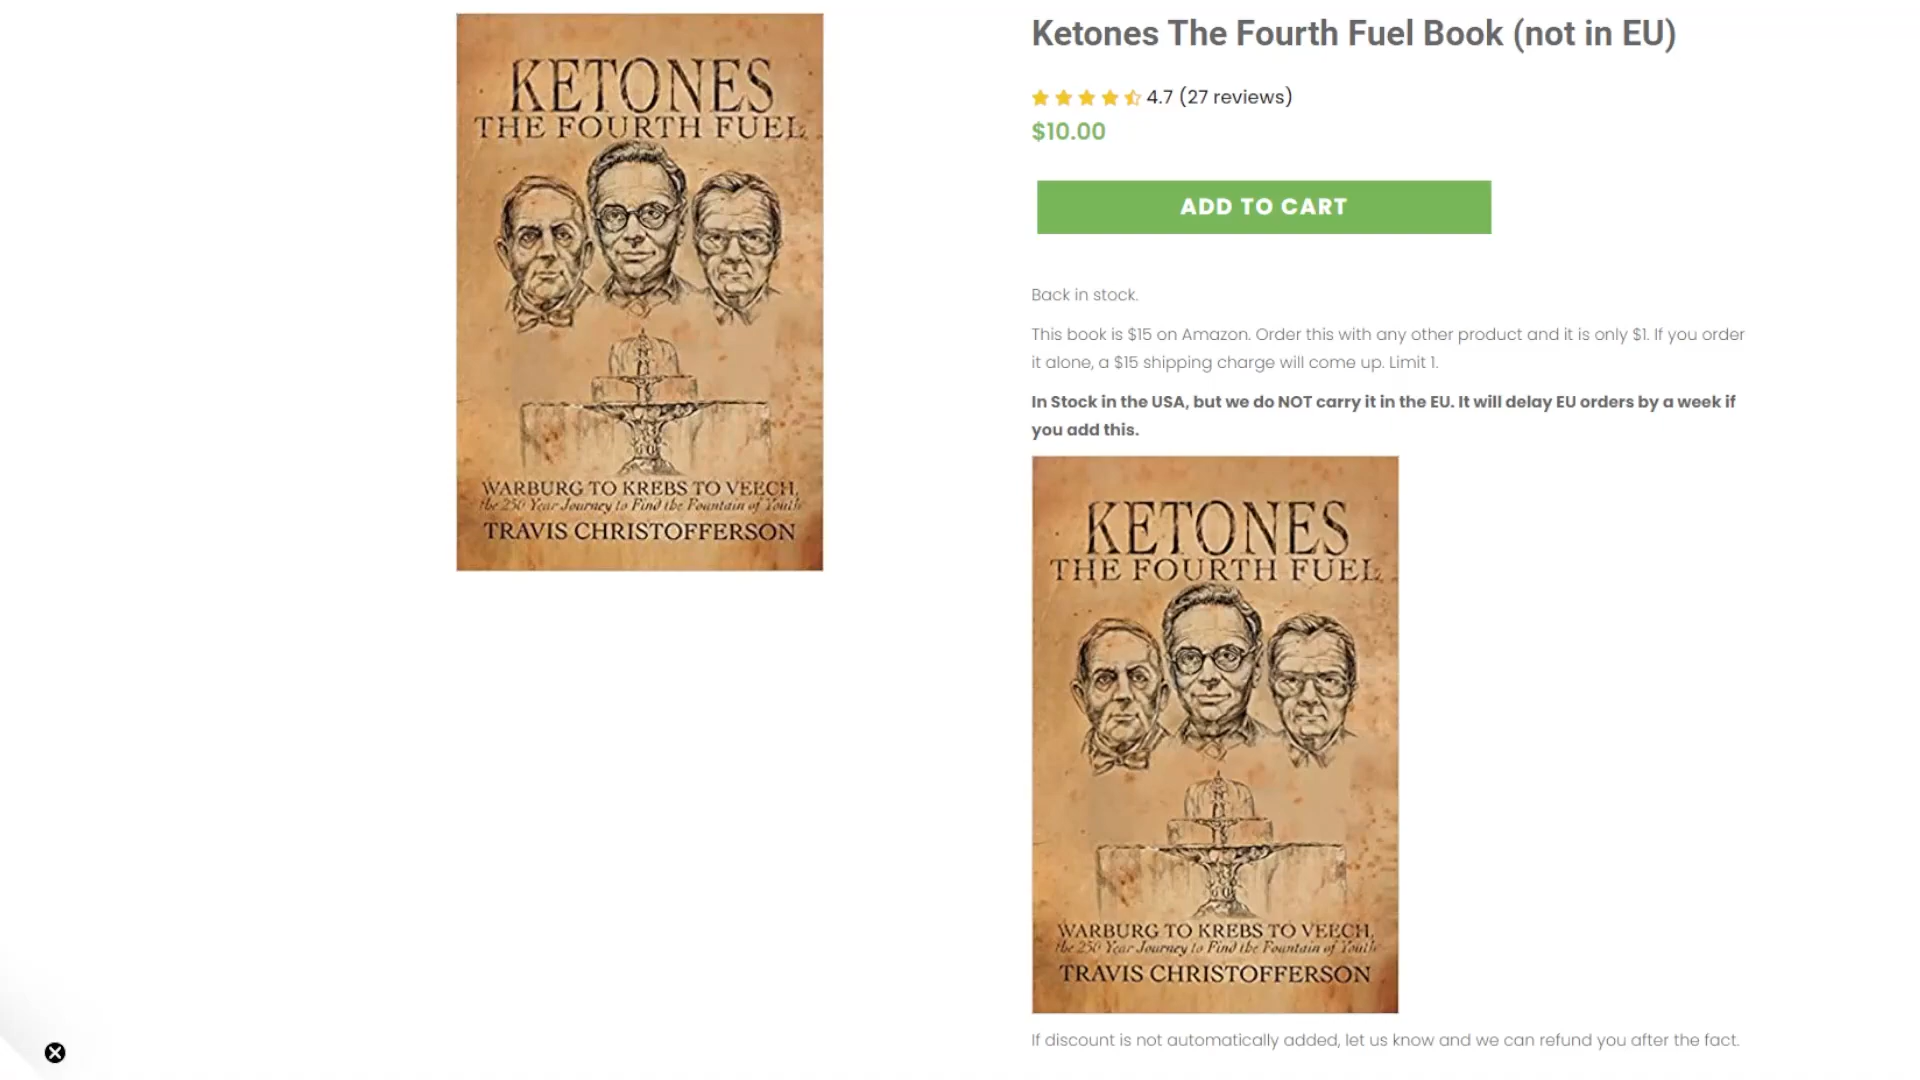 KETONES
THE FOURTH FUEL
WARBURG TO KREBS TO VEECH,
the 250 Year Journey to Find the Fountain of Youth
TRAVIS CHRISTOFFERSON
Ketones The Fourth Fuel Book (not in EU)
4.7 (27 reviews)
$10.00
ADD TO CART
Back in stock.
This book is $15 on Amazon. Order this with any other product and it is only $1. If you order
it alone, a $15 shipping charge will come up. Limit 1.
In Stock in the USA, but we do NOT carry it in the EU. It will delay EU orders by a week if
you add this.
KETONES
THE FOURTH FUEL
WARBURG TO KREBS TO VEECH,
the 250 Year Journey to Find the Fountain of Youth
TRAVIS CHRISTOFFERSON
If discount is not automatically added, let us know and we can refund you after the fact.